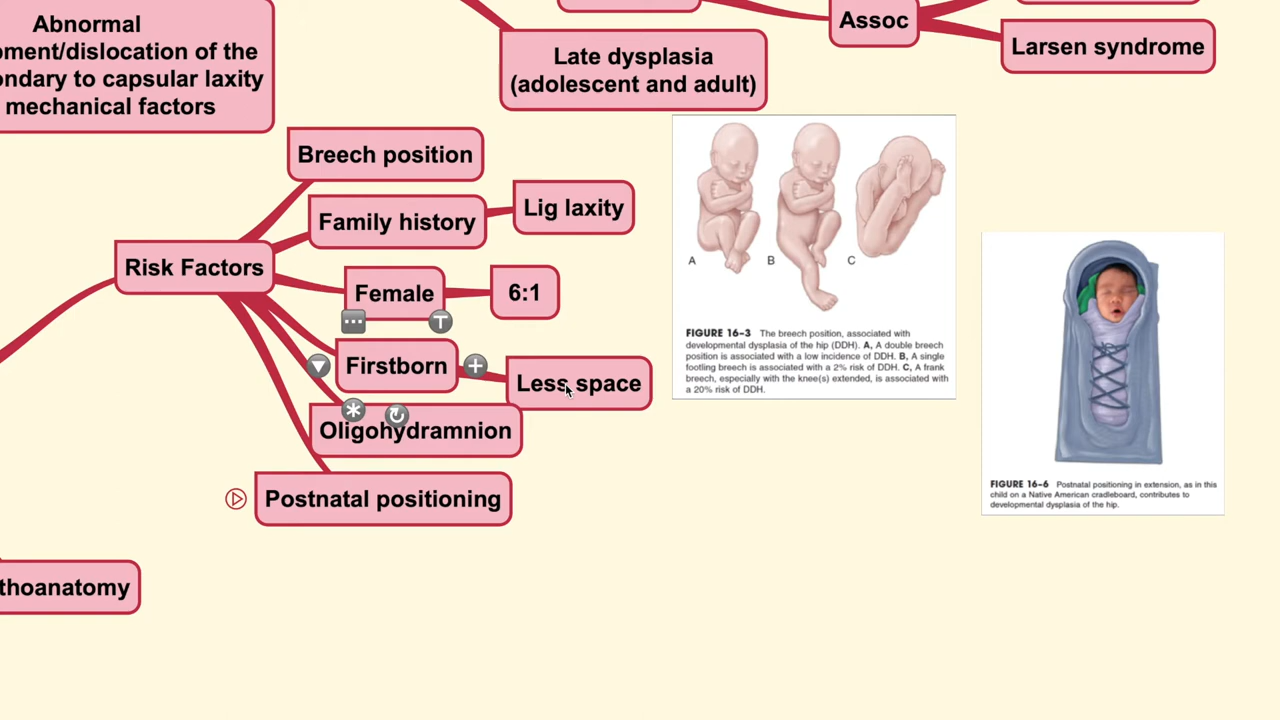 Abnormal
ment/dislocation of the
ondary to capsular laxity
mechanical factors
Late dysplasia
(adolescent and adult)
Assoc
Larsen syndrome
Breech position
Family history
Lig laxity
Risk Factors
Female
6:1
Firstborn
Less space
Oligohydramnion
Postnatal positioning
thoanatomy
A
B
C
FIGURE 16-3 The breech position, associated with
developmental dysplasia of the hip (DDH). A, A double breech
position is associated with a low incidence of DDH. B, A single
footling breech is associated with a 2% risk of DDH. C, A frank
breech, especially with the knee(s) extended, is associated with
a 20% risk of DDH.
FIGURE 16-6 Postnatal positioning in extension, as in this
child on a Native American cradleboard, contributes to
developmental dysplasia of the hip.